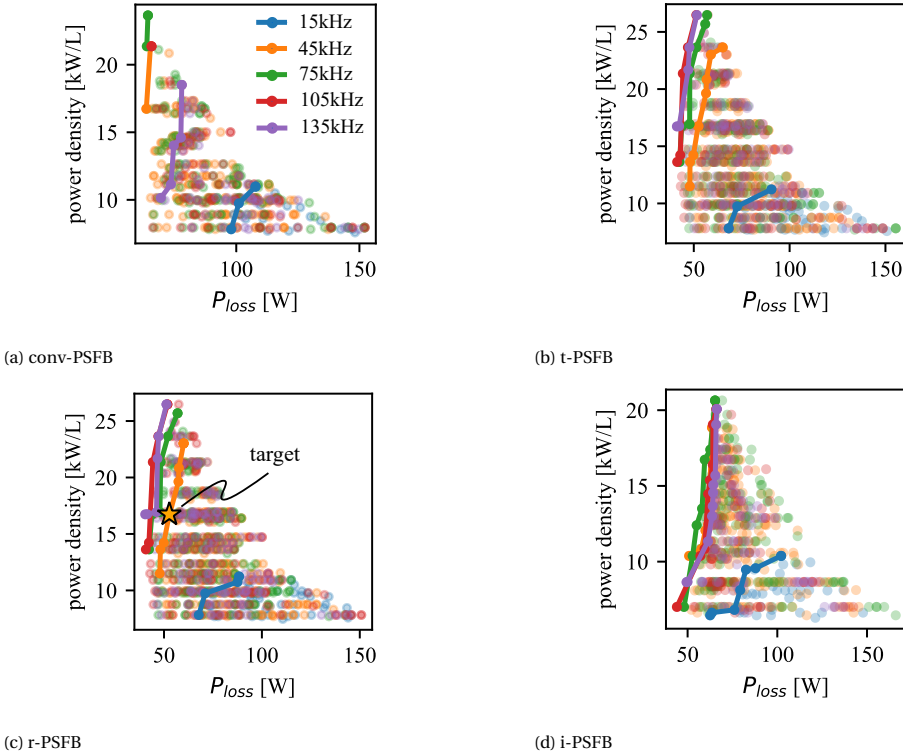 power density [kW/L]
20
15
10
15kHz
45kHz
75kHz
105kHz
135kHz
100
150
P_loss [W]
(a) conv-PSFB
power density [kW/L]
25
20
15
10
50
100
150
P_loss [W]
(b) t-PSFB
power density [kW/L]
25
20
15
10
target
50
100
150
P_loss [W]
(c) r-PSFB
power density [kW/L]
20
15
10
50
100
150
P_loss [W]
(d) i-PSFB